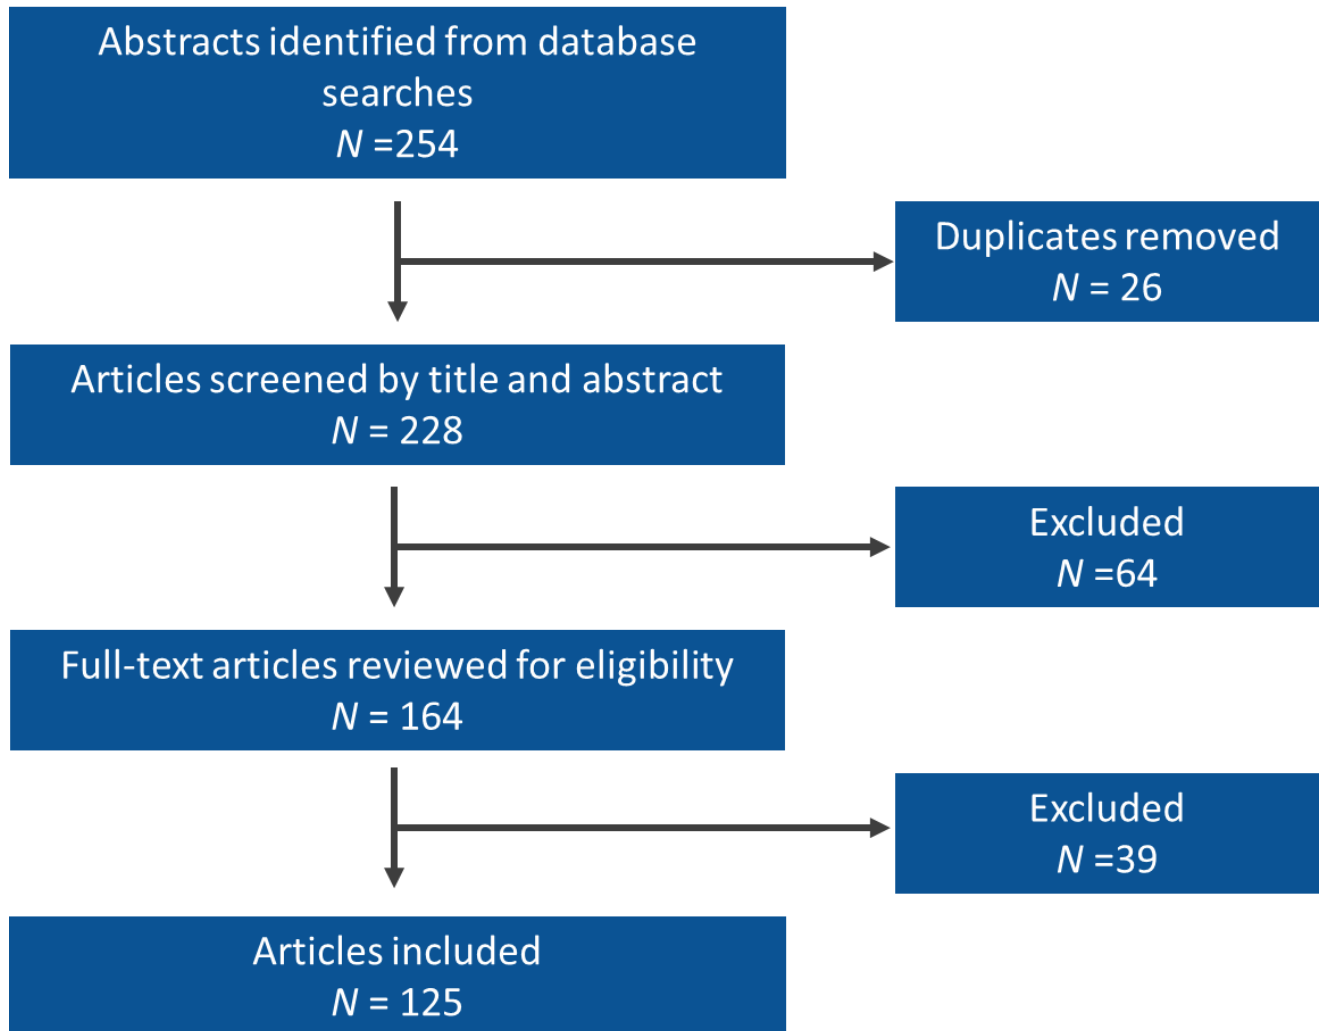 Abstracts identified from database
searches
N =254
Duplicates removed
N = 26
Articles screened by title and abstract
N = 228
Excluded
N =64
Full-text articles reviewed for eligibility
N = 164
Excluded
N =39
Articles included
N = 125